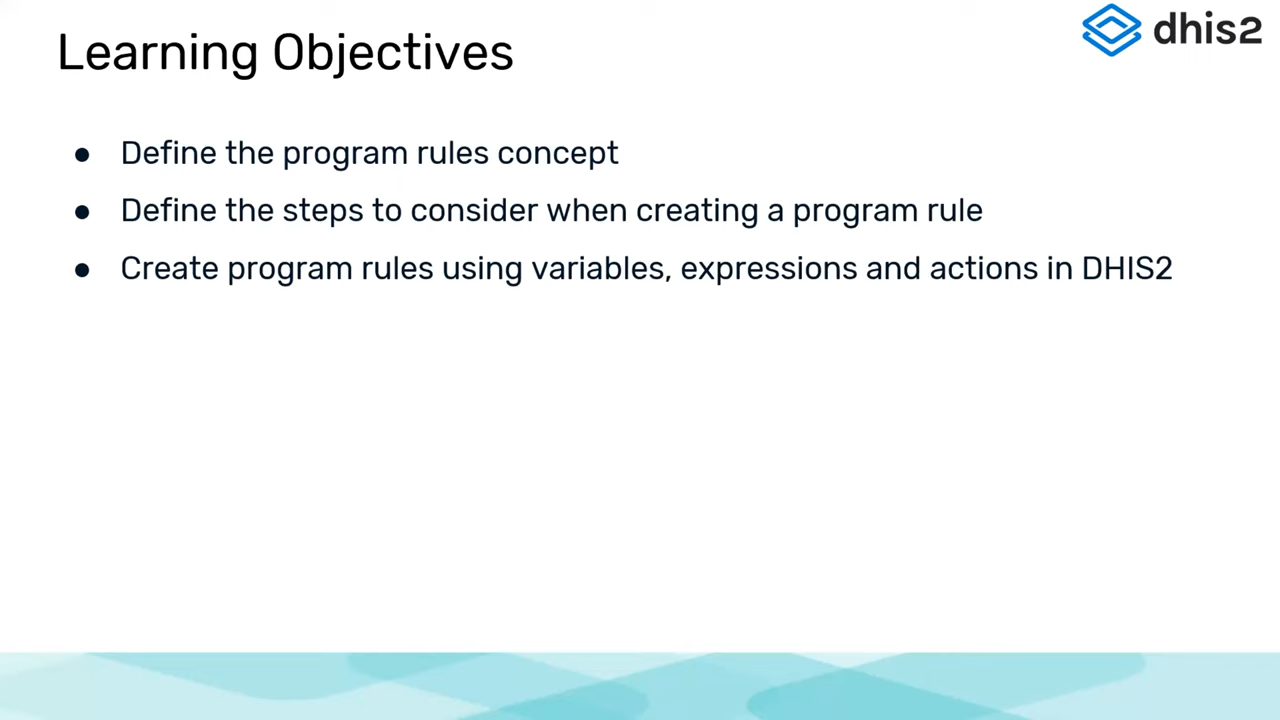 Learning Objectives
dhis2
● Define the program rules concept
● Define the steps to consider when creating a program rule
● Create program rules using variables, expressions and actions in DHIS2